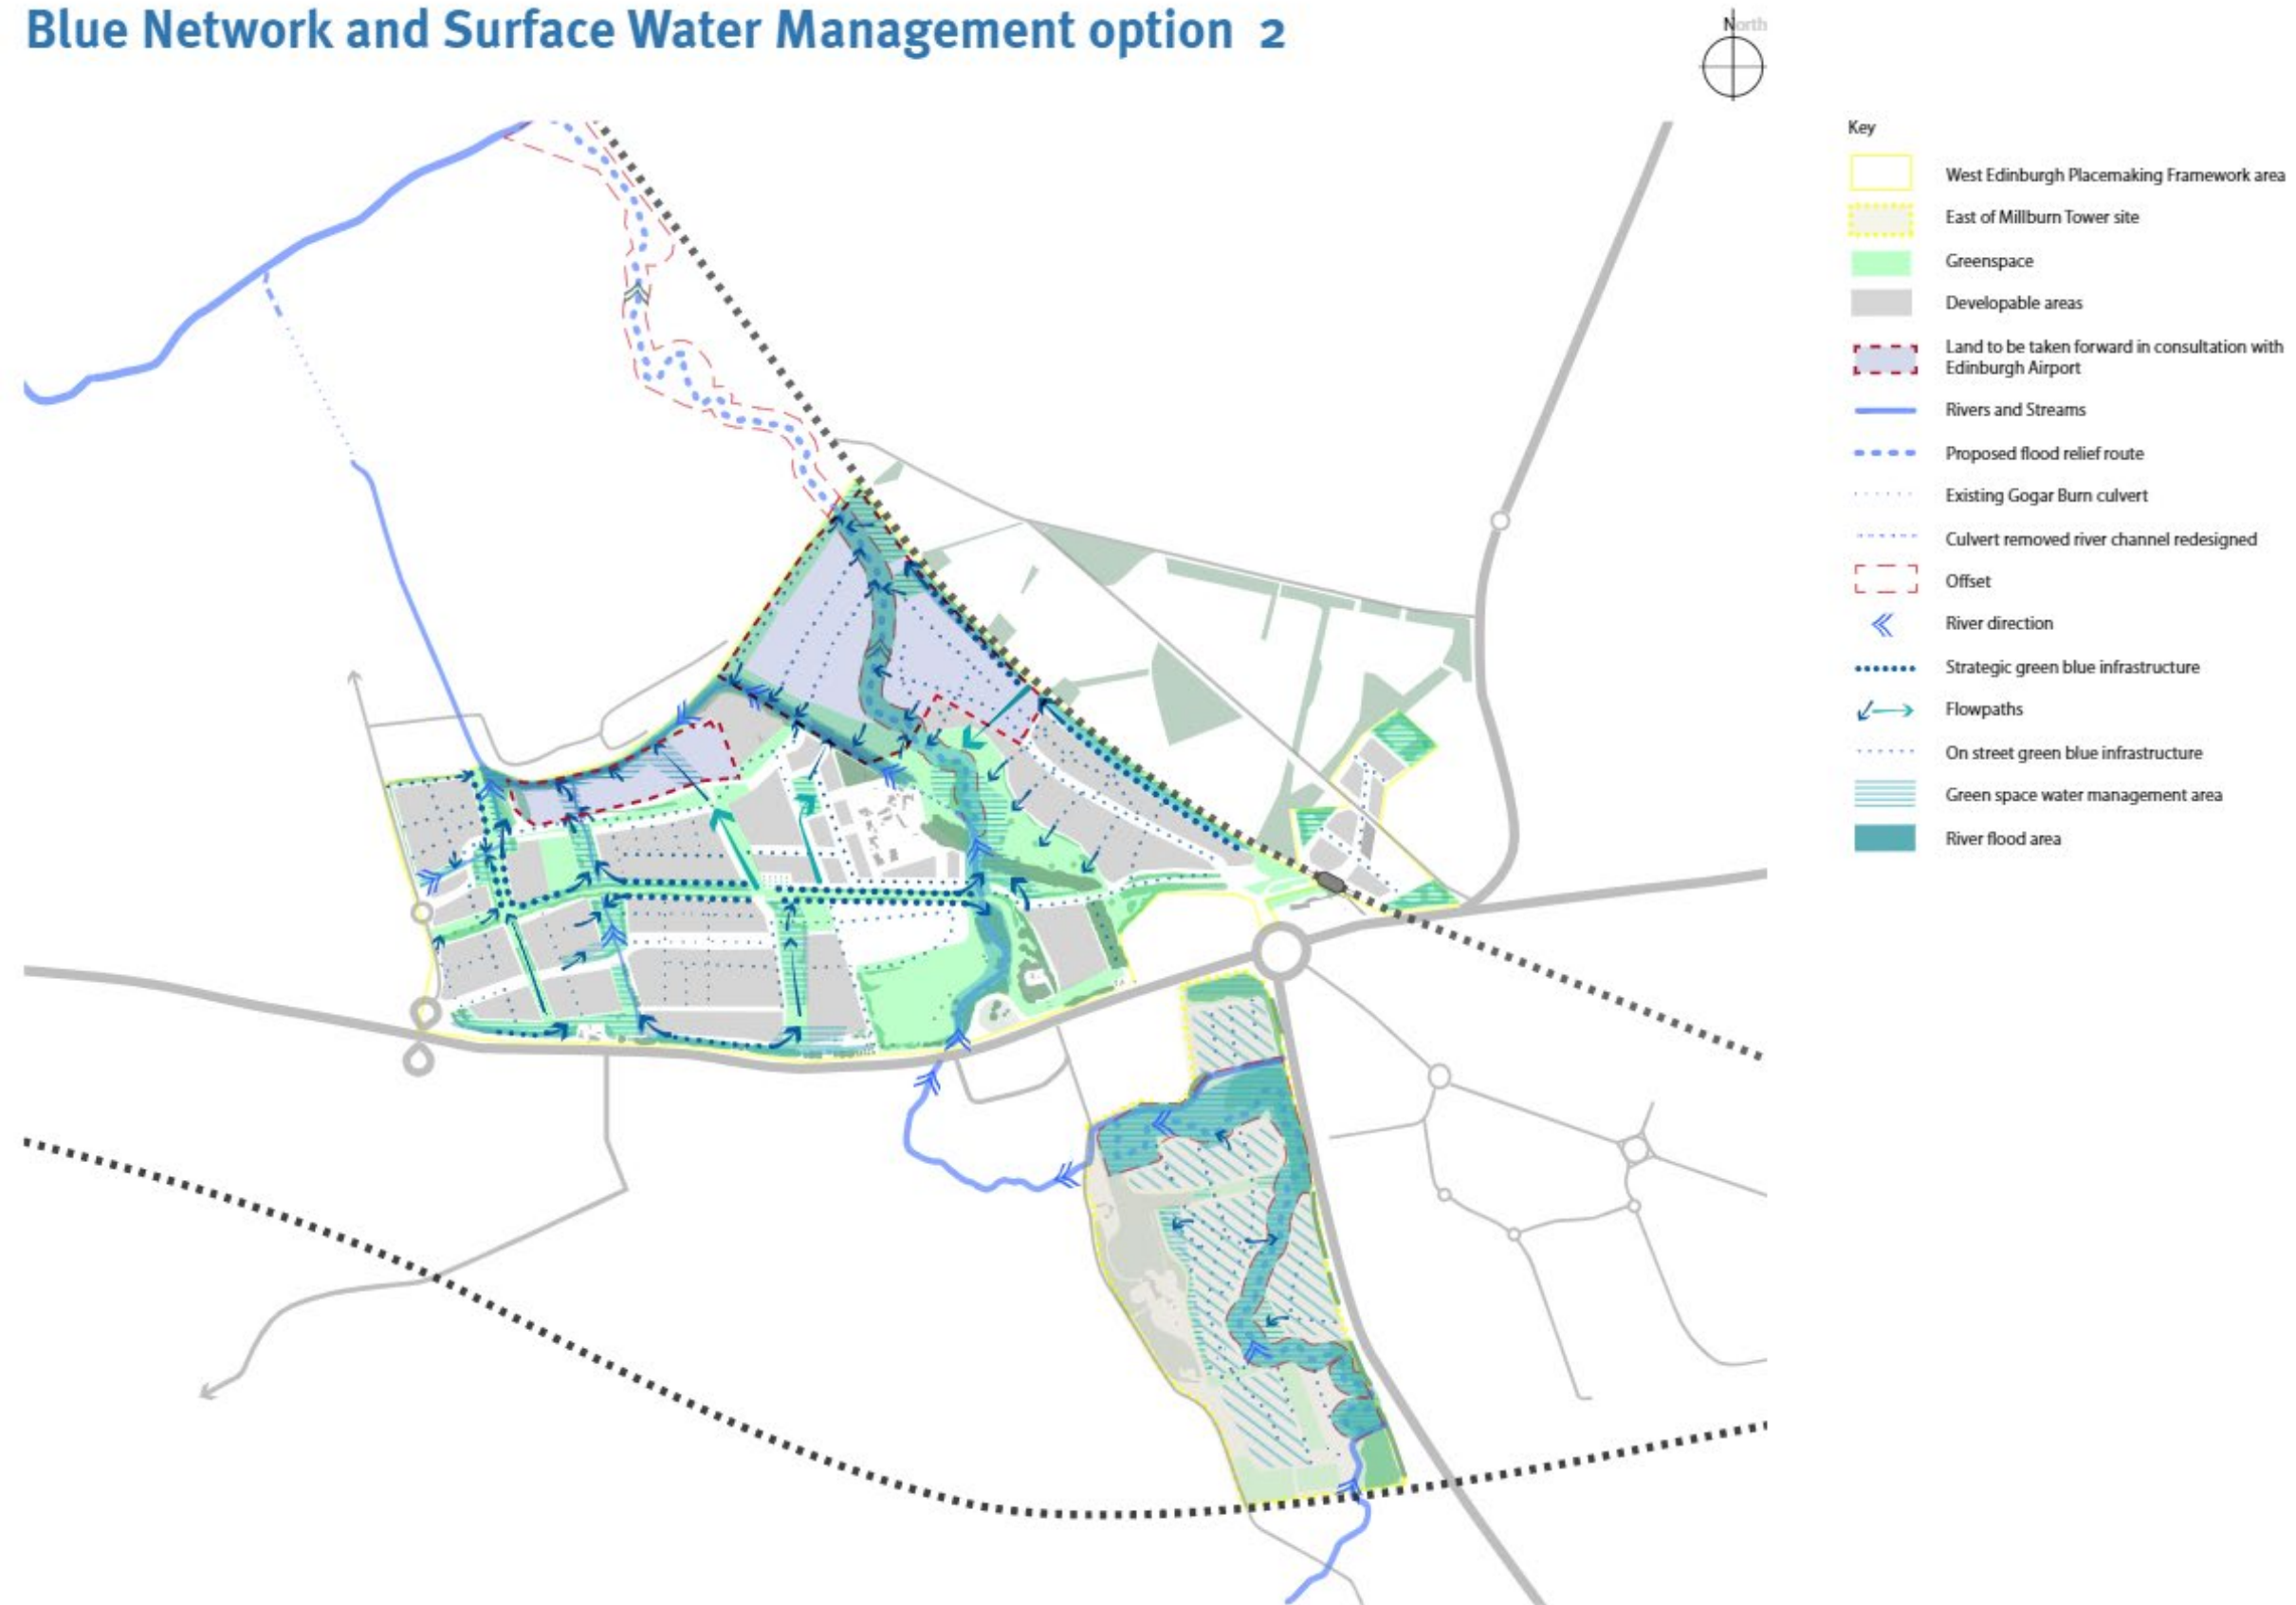 Blue Network and Surface Water Management option 2
North
Key
West Edinburgh Placemaking Framework area
East of Millburn Tower site
Greenspace
Developable areas
Land to be taken forward in consultation with
Edinburgh Airport
Rivers and Streams
Proposed flood relief route
Existing Gogar Burn culvert
Culvert removed river channel redesigned
Offset
River direction
Strategic green blue infrastructure
Flowpaths
On street green blue infrastructure
Green space water management area
River flood area